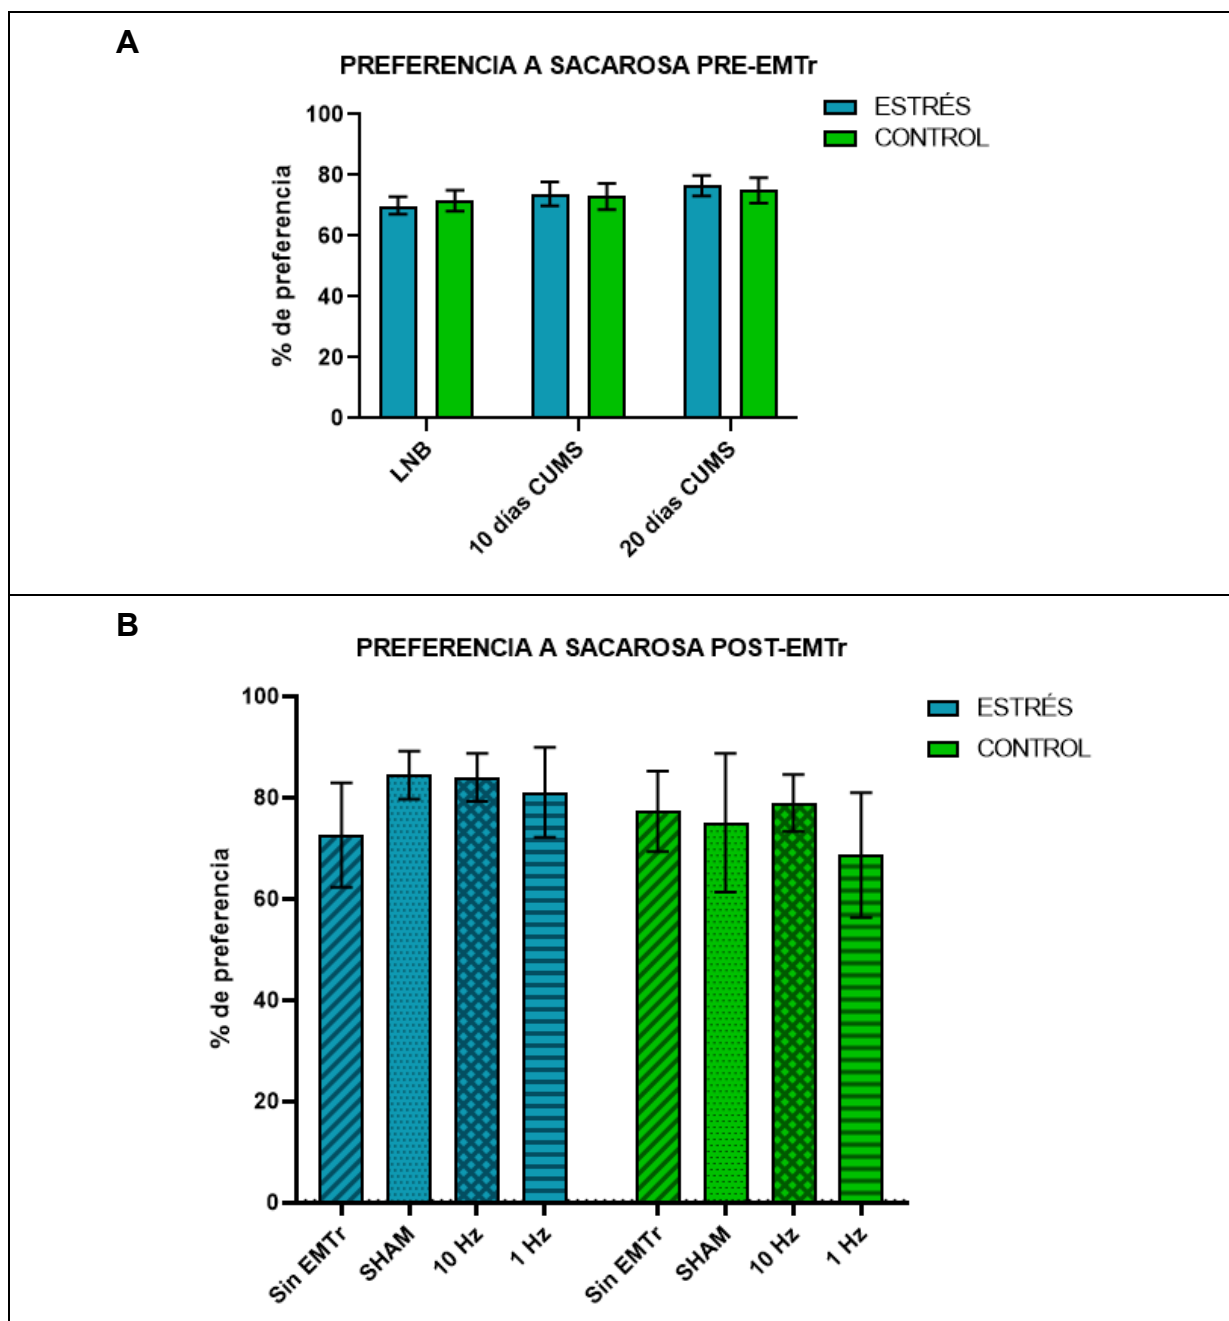 A
PREFERENCIA A SACAROSA PRE-EMTr
ESTRÉS
CONTROL
% de preferencia
100
80
60
40
20
0
LNB
10 días CUMS
20 días CUMS
B
PREFERENCIA A SACAROSA POST-EMTr
ESTRÉS
CONTROL
% de preferencia
100
80
60
40
20
0
Sin EMTr
SHAM
10 Hz
1 Hz
Sin EMTr
SHAM
10 Hz
1 Hz